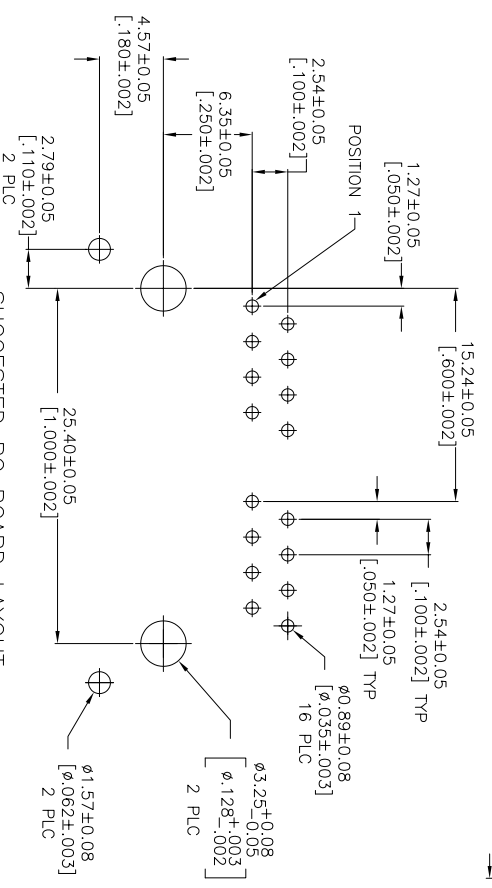 4.57±0.05
[.180±.002]
6.35±0.05
[.250±.002]
2.54±0.05
[.100±.002]
POSITION 1
1.27±0.05
[.050±.002]
15.24±0.05
[.600±.002]
2.54±0.05
[.100±.002] TYP
1.27±0.05
[.050±.002] TYP
ø0.89±0.08
[ø.035±.003]
16 PLC
2.79±0.05
[.110±.002]
2 PLC
25.40±0.05
[1.000±.002]
ø3.25+0.08
-0.05
[ø.128+.003
-.002]
2 PLC
ø1.57±0.08
[ø.062±.003]
2 PLC
SUGGESTED PC BOARD LAYOUT